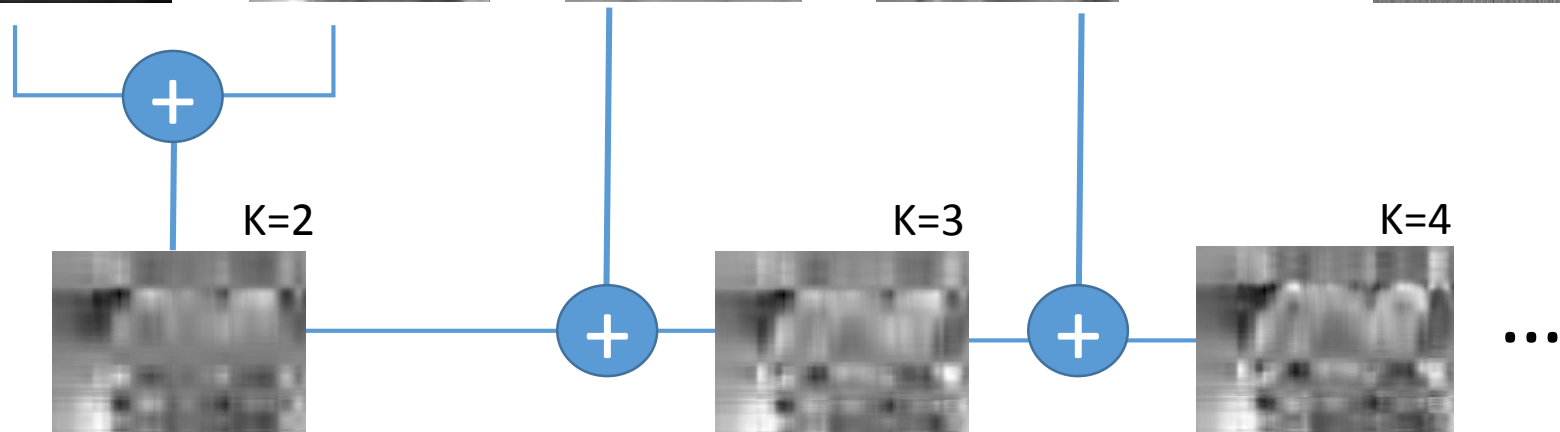 +
K=2
K=3
K=4
+
+
...